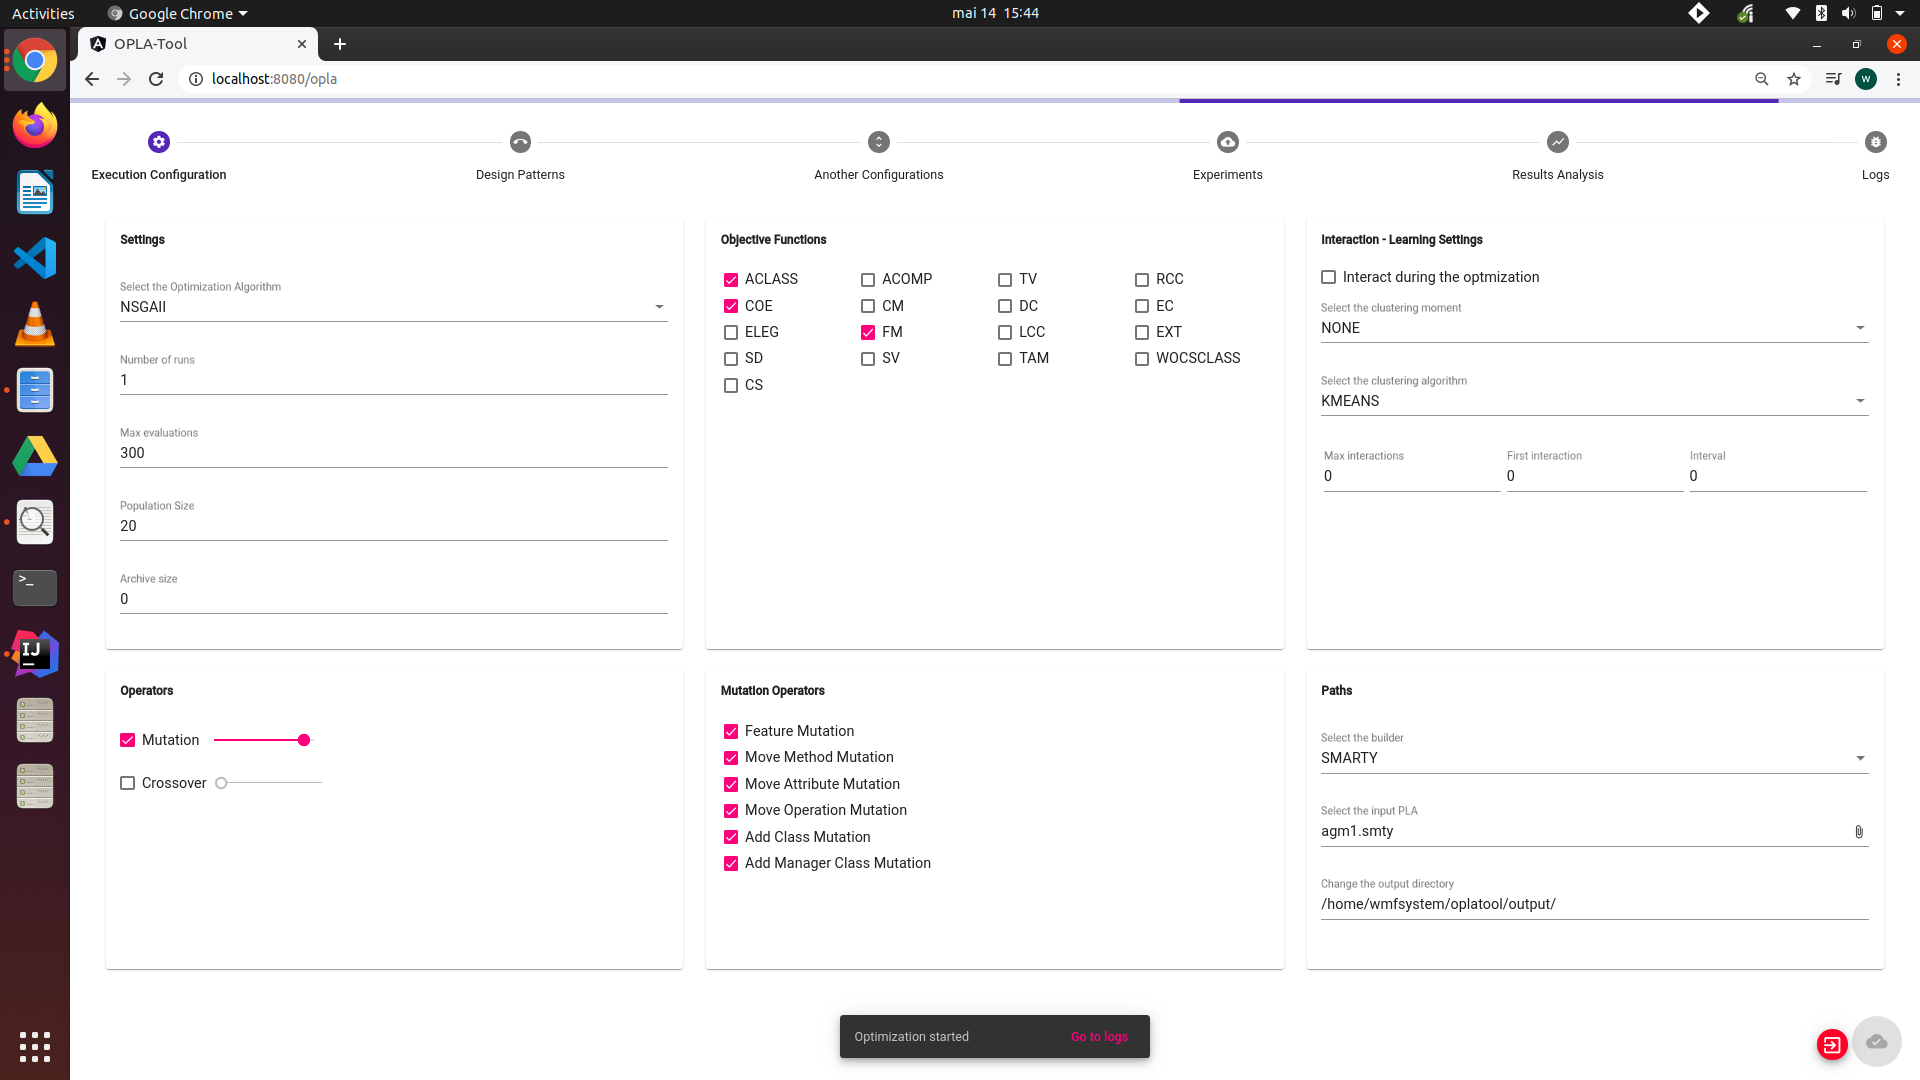 Activities
Google Chrome
mai 14 15:44
OPLA-Tool
localhost:8080/opla
W
Execution Configuration
Design Patterns
Another Configurations
Experiments
Results Analysis
Logs
Settings
Select the Optimization Algorithm
NSGAII
Number of runs
1
Max evaluations
300
Population Size
20
Archive size
0
Objective Functions
ACLASS ACOMP TV RCC
COE CM DC EC
ELEG FM LCC EXT
SD SV TAM WOCSCLASS
CS
Interaction - Learning Settings
Interact during the optmization
Select the clustering moment
NONE
Select the clustering algorithm
KMEANS
Max interactions First interaction Interval
0 0 0
Operators
Mutation
Crossover
Mutation Operators
Feature Mutation
Move Method Mutation
Move Attribute Mutation
Move Operation Mutation
Add Class Mutation
Add Manager Class Mutation
Paths
Select the builder
SMARTY
Select the input PLA
agm1.smty
Change the output directory
/home/wmfsystem/oplatool/output/
Optimization started Go to logs
>_
IJ